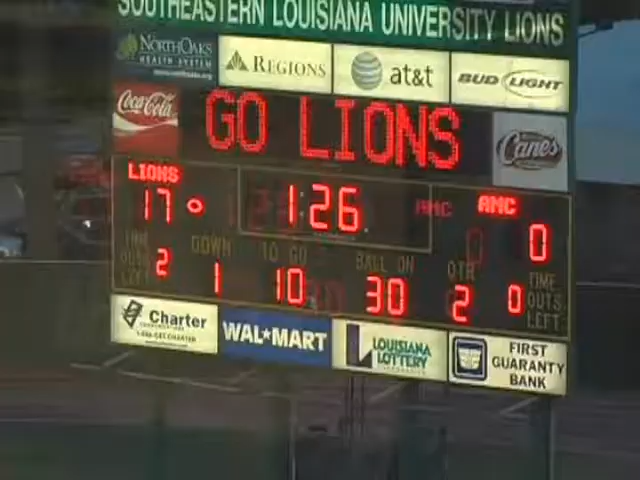 SOUTHEASTERN LOUISIANA UNIVERSITY LIONS
NORTHOAKS
HEALTH SYSTEM
REGIONS
at&t
BUD LIGHT
Coca-Cola
GO LIONS
Cane's
LIONS
17
1:26
AMC
AMC
0
TIME
OUTS
LEFT
2
DOWN
1
TO GO
10
BALL ON
30
QTR
2
0
TIME
OUTS
LEFT
Charter
COMMUNICATIONS
WAL★MART
LOUISIANA
LOTTERY
FIRST
GUARANTY
BANK